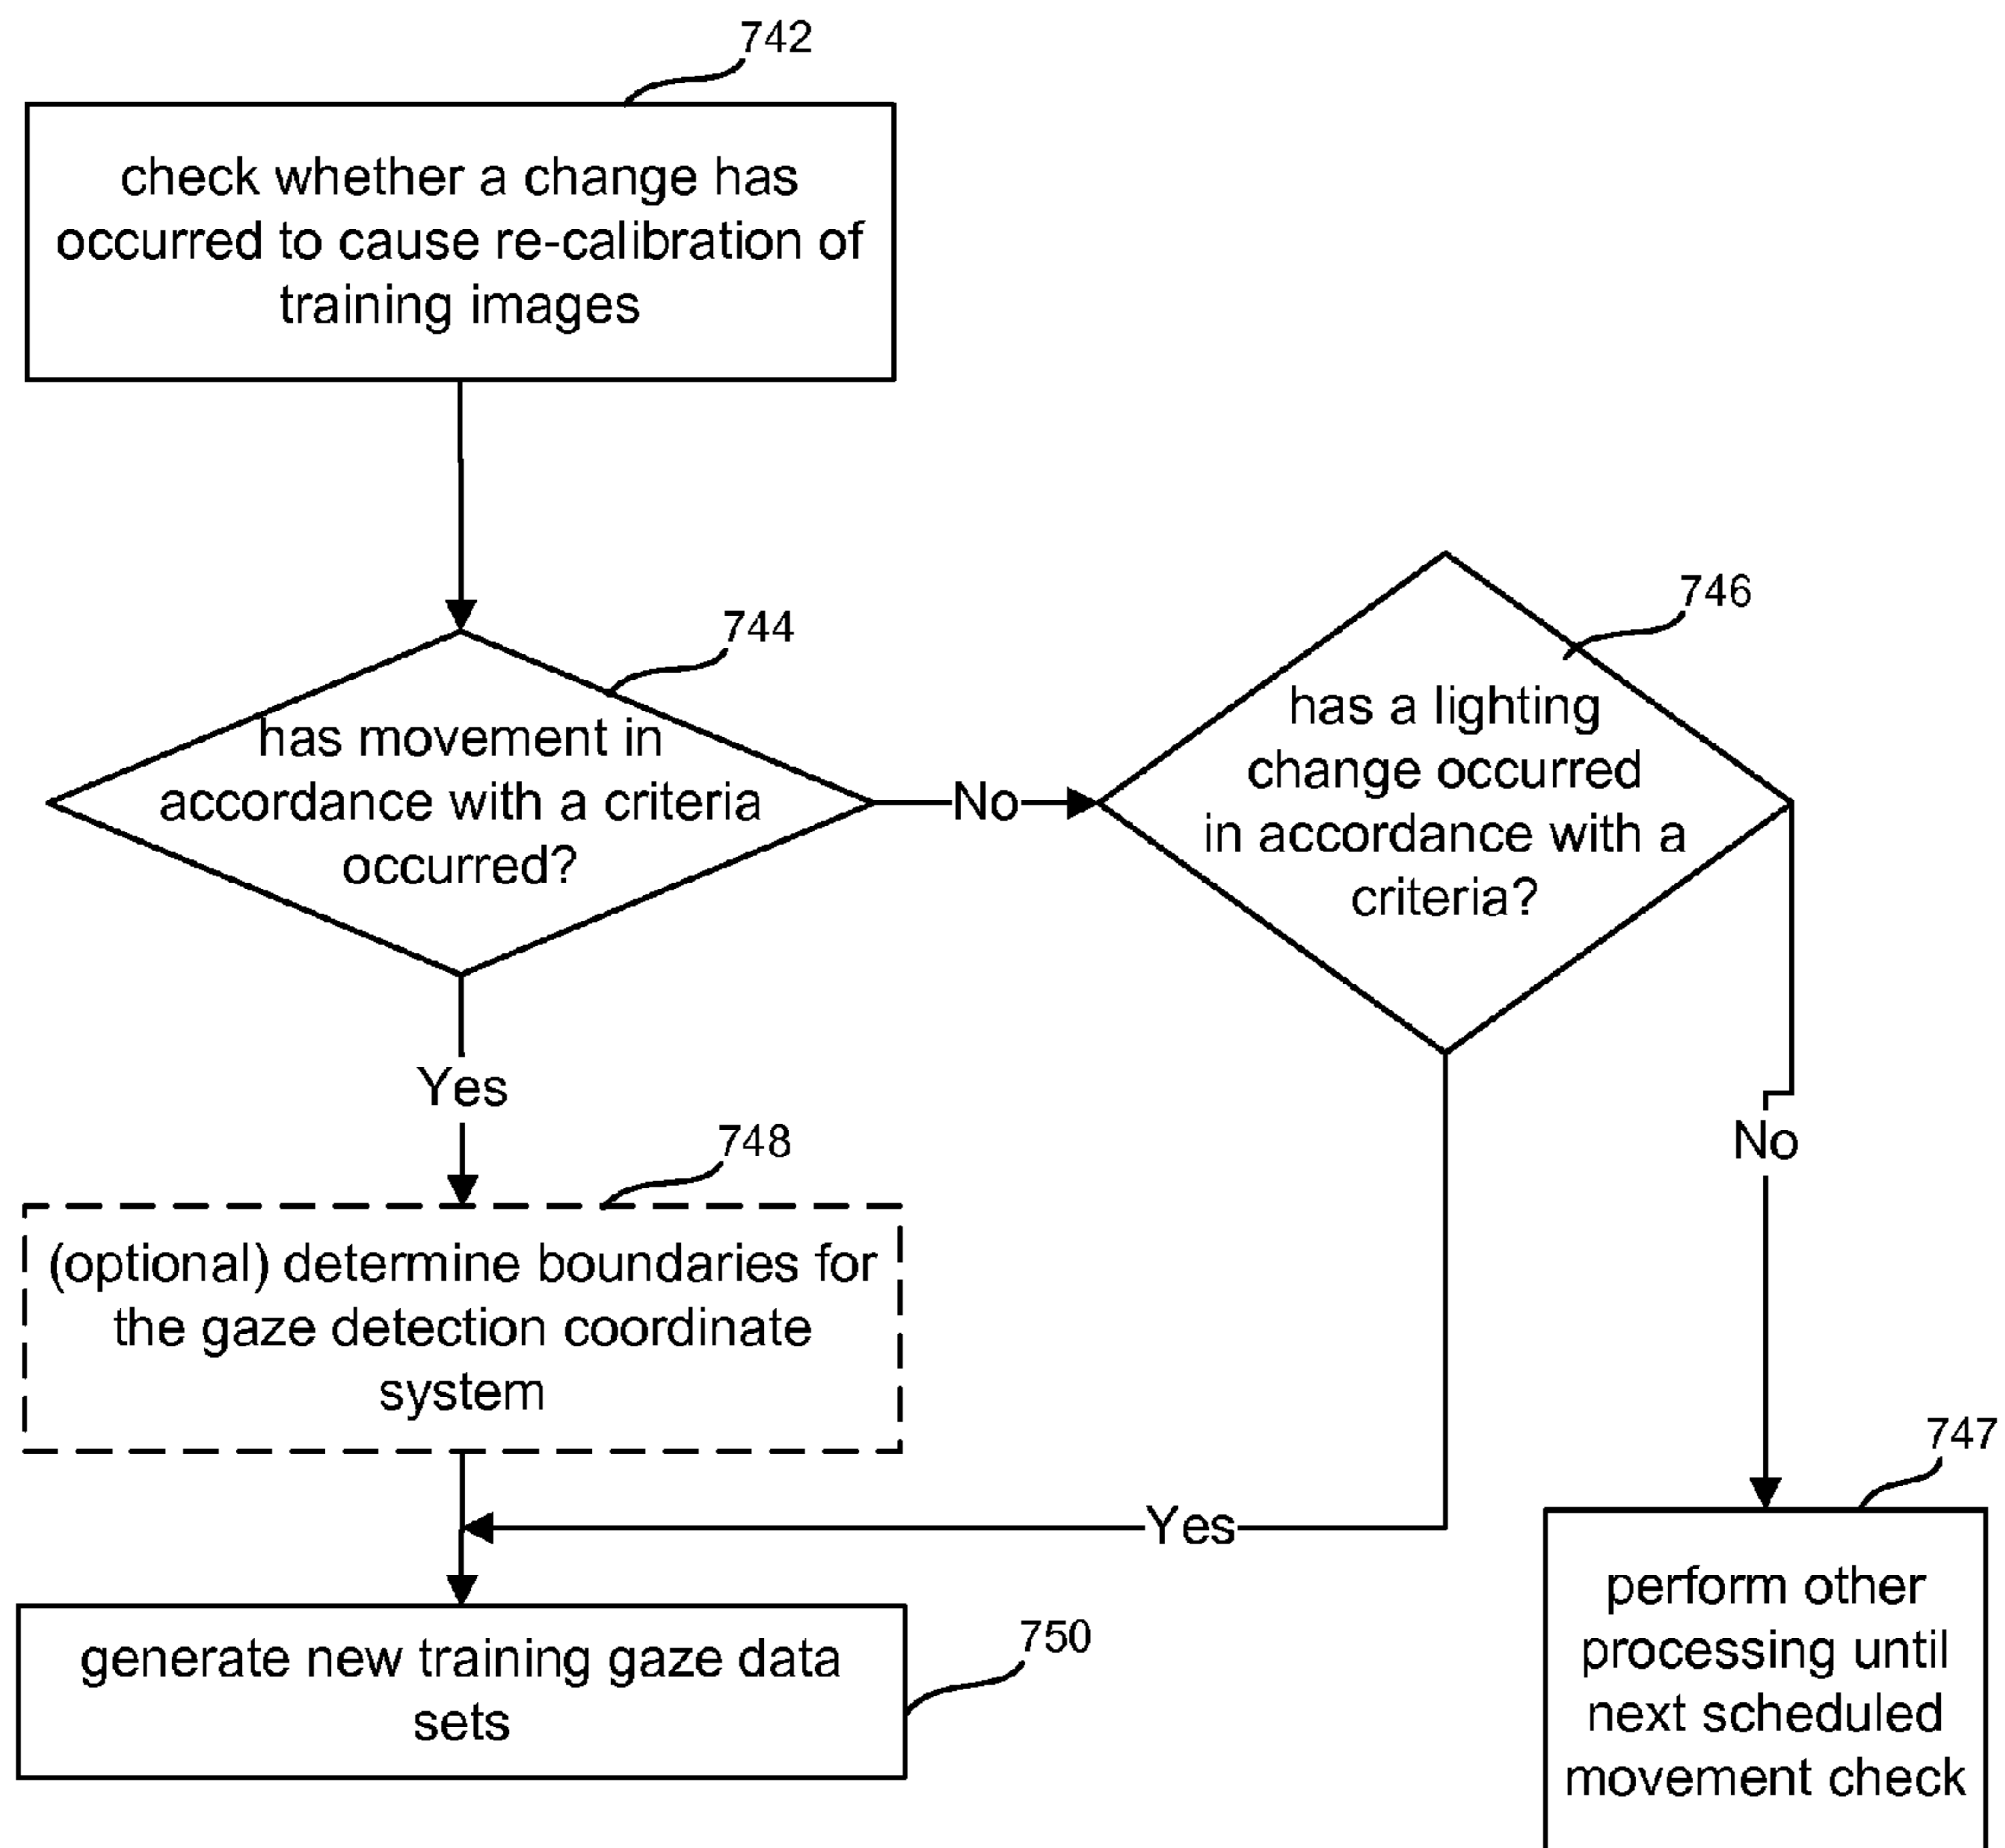 742
check whether a change has
occurred to cause re-calibration of
training images
744
has movement in
accordance with a criteria
occurred?
No
746
has a lighting
change occurred
in accordance with a
criteria?
Yes
No
748
(optional) determine boundaries for
the gaze detection coordinate
system
Yes
750
generate new training gaze data
sets
747
perform other
processing until
next scheduled
movement check